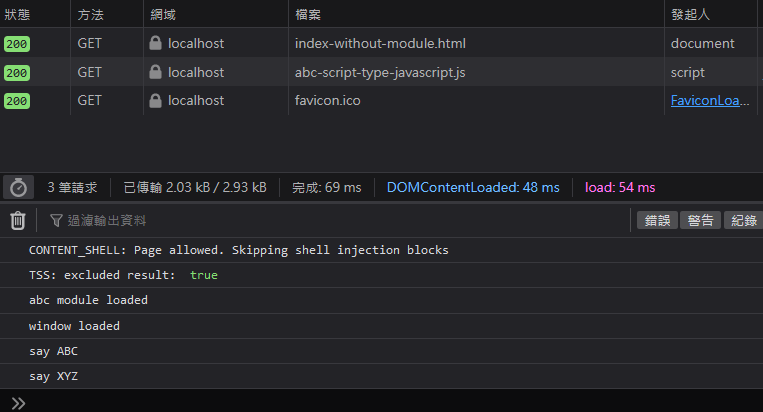 狀態 方法 網域 檔案 發起人
200 GET localhost index-without-module.html document
200 GET localhost abc-script-type-javascript.js script
200 GET localhost favicon.ico FaviconLoa...
3 筆請求 已傳輸 2.03 kB / 2.93 kB 完成: 69 ms DOMContentLoaded: 48 ms load: 54 ms
過濾輸出資料 錯誤 警告 紀錄
CONTENT_SHELL: Page allowed. Skipping shell injection blocks
TSS: excluded result: true
abc module loaded
window loaded
say ABC
say XYZ